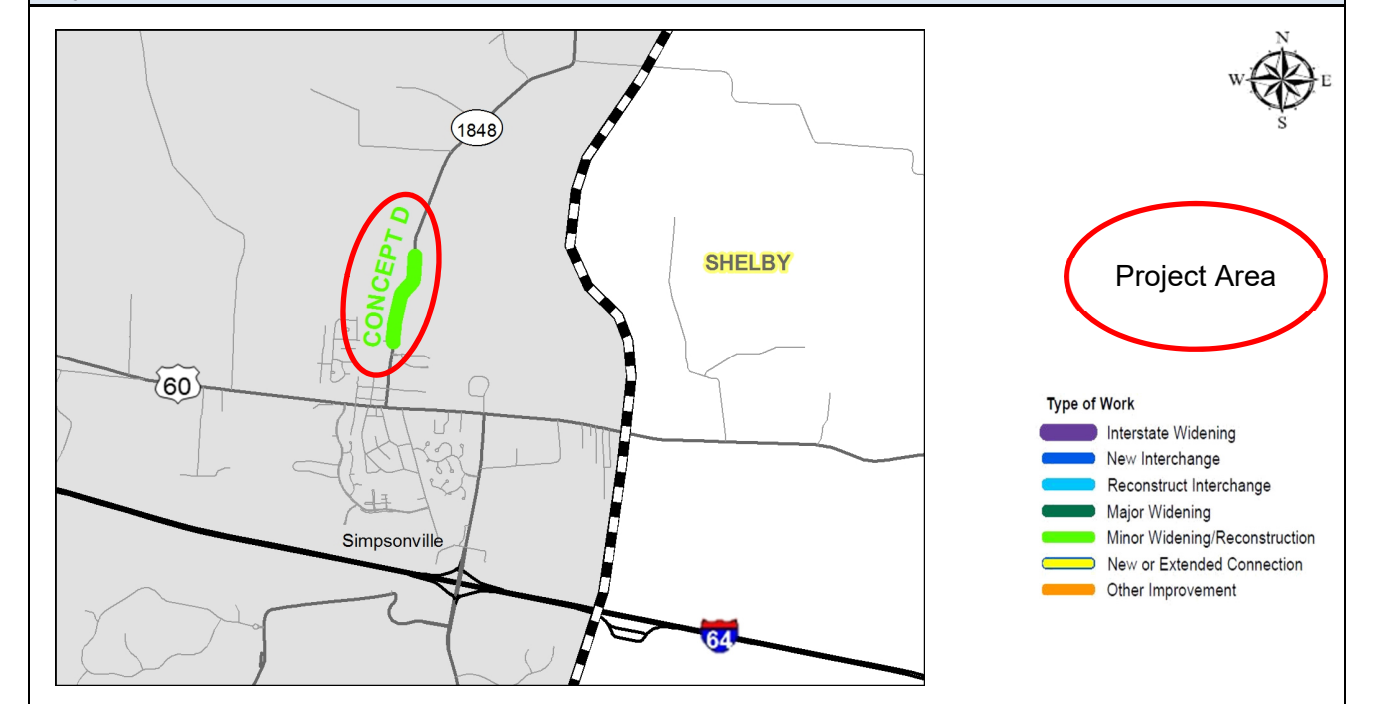 N
W E
S
1848
CONCEPT D
SHELBY
Project Area
60
Type of Work
Interstate Widening
New Interchange
Reconstruct Interchange
Major Widening
Minor Widening/Reconstruction
New or Extended Connection
Other Improvement
Simpsonville
64